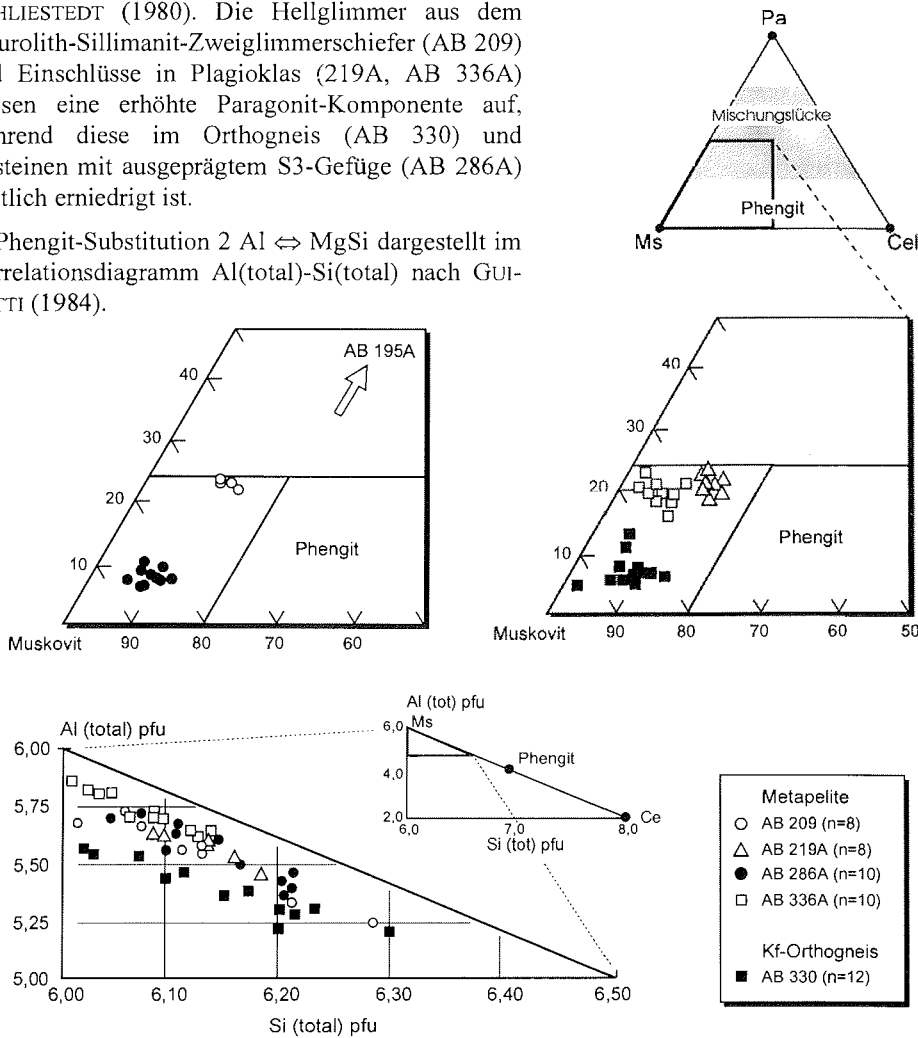 HLIESTEDT (1980). Die Hellglimmer aus dem
urolith-Sillimanit-Zweiglimmerschiefer (AB 209)
Einschlüsse in Plagioklas (219A, AB 336A)
sen eine erhöhte Paragonit-Komponente auf,
hrend diese im Orthogneis (AB 330) und
steinen mit ausgeprägtem S3-Gefüge (AB 286A)
tlich erniedrigt ist.
Phengit-Substitution 2 Al ⇔ MgSi dargestellt im
rrelationsdiagramm Al(total)-Si(total) nach GUI-
TTI (1984).
Pa
Mischungslücke
Phengit
Ms
Cel
AB 195A
40
30
20
10
Phengit
Muskovit
90
80
70
60
40
30
20
10
Phengit
Muskovit
90
80
70
60
50
Al (total) pfu
6,00
5,75
5,50
5,25
5,00
6,00
6,10
6,20
6,30
6,40
6,50
Si (total) pfu
Al (tot) pfu
6,0
Ms
4,0
2,0
Phengit
Ce
6,0
7,0
8,0
Si (tot) pfu
Metapelite
AB 209 (n=8)
AB 219A (n=8)
AB 286A (n=10)
AB 336A (n=10)
Kf-Orthogneis
AB 330 (n=12)